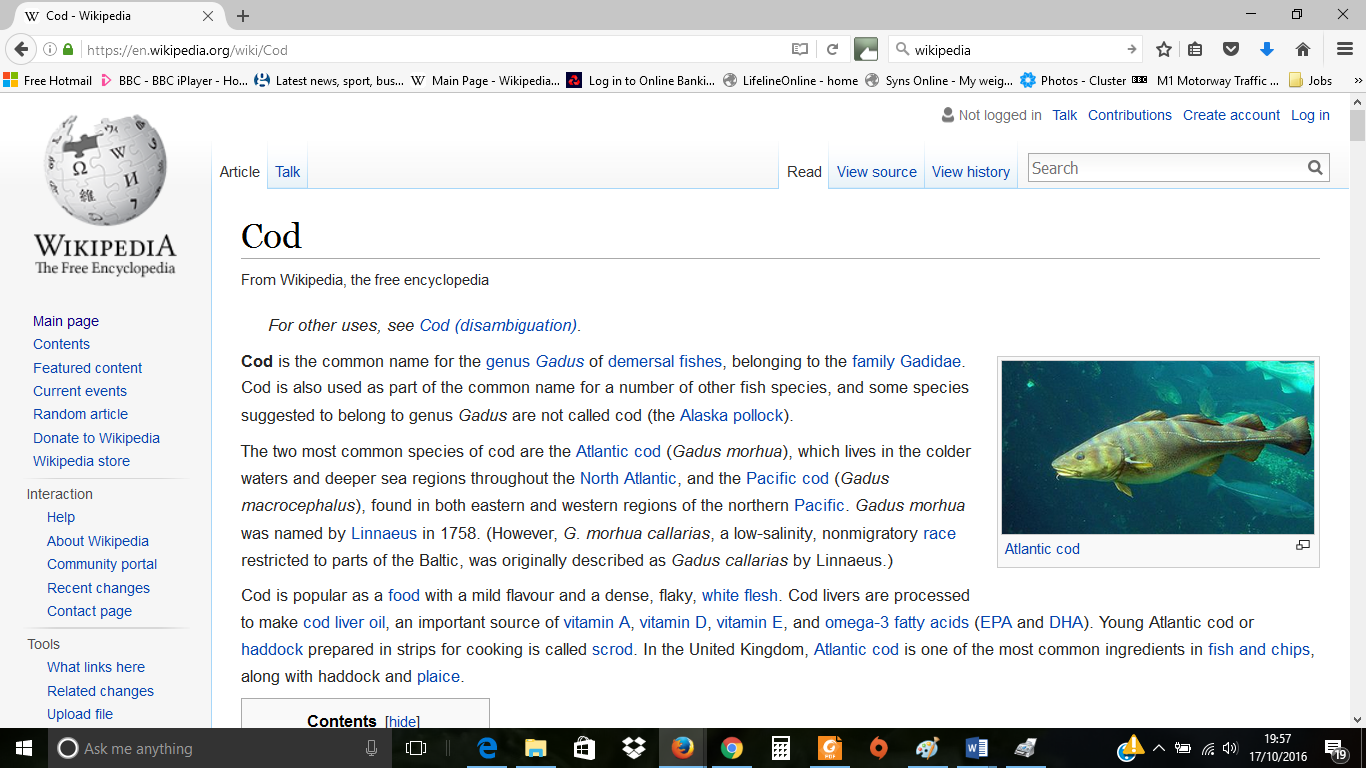 Cod - Wikipedia
https://en.wikipedia.org/wiki/Cod
wikipedia
Free Hotmail
BBC - BBC iPlayer - Ho...
Latest news, sport, bus...
Main Page - Wikipedia...
Log in to Online Banki...
LifelineOnline - home
Syns Online - My weig...
Photos - Cluster
M1 Motorway Traffic ...
Jobs
Not logged in Talk Contributions Create account Log in
WIKIPEDIA
The Free Encyclopedia
Article Talk
Read View source View history
Search
Main page
Contents
Featured content
Current events
Random article
Donate to Wikipedia
Wikipedia store
Interaction
Help
About Wikipedia
Community portal
Recent changes
Contact page
Tools
What links here
Related changes
Upload file
Cod
From Wikipedia, the free encyclopedia
For other uses, see Cod (disambiguation).
Cod is the common name for the genus Gadus of demersal fishes, belonging to the family Gadidae.
Cod is also used as part of the common name for a number of other fish species, and some species
suggested to belong to genus Gadus are not called cod (the Alaska pollock).
The two most common species of cod are the Atlantic cod (Gadus morhua), which lives in the colder
waters and deeper sea regions throughout the North Atlantic, and the Pacific cod (Gadus
macrocephalus), found in both eastern and western regions of the northern Pacific. Gadus morhua
was named by Linnaeus in 1758. (However, G. morhua callarias, a low-salinity, nonmigratory race
restricted to parts of the Baltic, was originally described as Gadus callarias by Linnaeus.)
Atlantic cod
Cod is popular as a food with a mild flavour and a dense, flaky, white flesh. Cod livers are processed
to make cod liver oil, an important source of vitamin A, vitamin D, vitamin E, and omega-3 fatty acids (EPA and DHA). Young Atlantic cod or
haddock prepared in strips for cooking is called scrod. In the United Kingdom, Atlantic cod is one of the most common ingredients in fish and chips,
along with haddock and plaice.
Contents [hide]
Ask me anything
19:57
17/10/2016
19